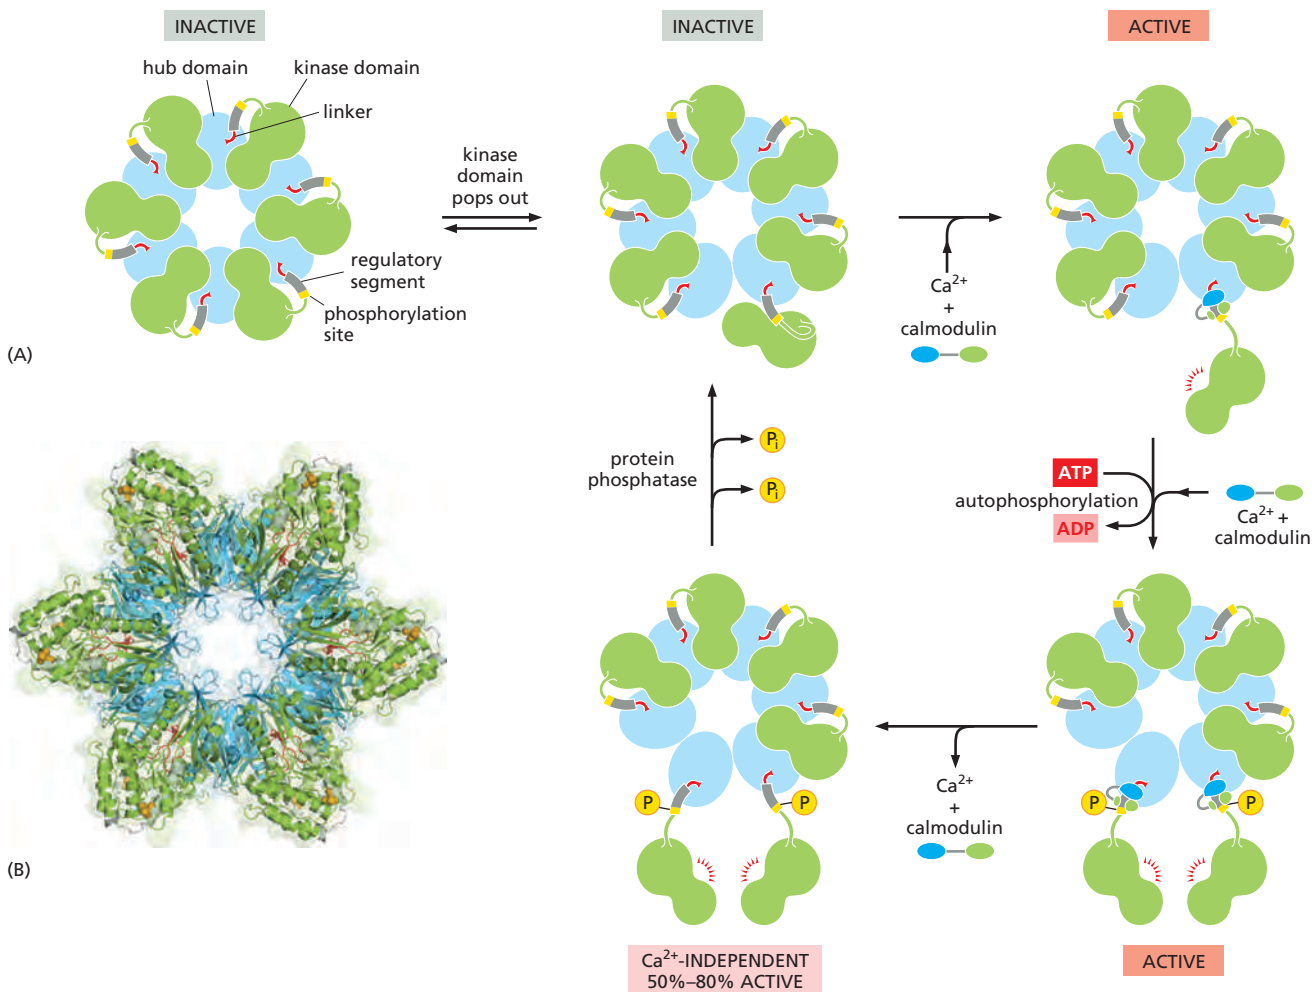 INACTIVE
hub domain
kinase domain
linker
regulatory
segment
phosphorylation
site
(A)
kinase
domain
pops out
INACTIVE
Ca²⁺
+
calmodulin
ACTIVE
ATP
autophosphorylation
ADP
Ca²⁺ +
calmodulin
protein
phosphatase
Pᵢ
Pᵢ
P
P
Ca²⁺
+
calmodulin
P
P
(B)
Ca²⁺-INDEPENDENT
50%–80% ACTIVE
ACTIVE